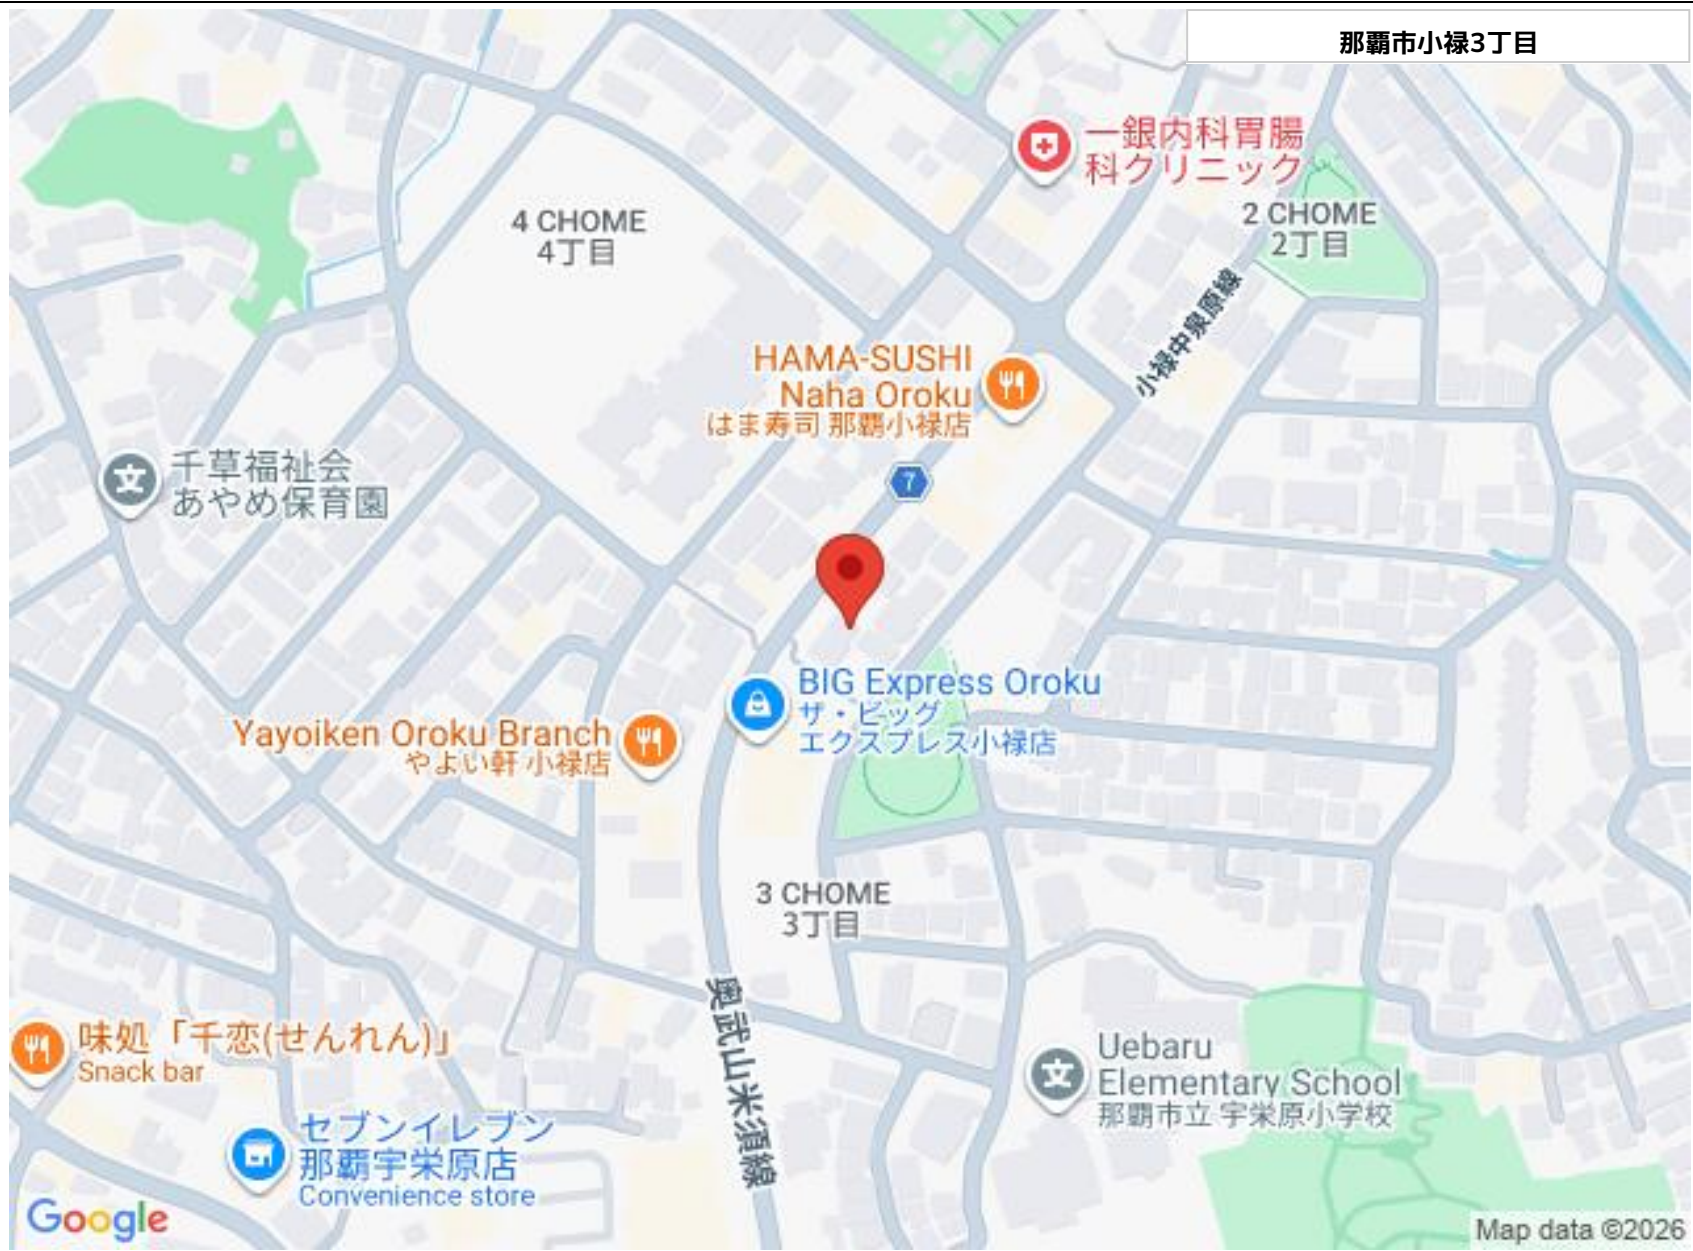 那覇市小禄3丁目
一銀内科胃腸
科クリニック
4 CHOME
4丁目
2 CHOME
2丁目
小禄中泉原線
HAMA-SUSHI
Naha Oroku
はま寿司 那覇小禄店
千草福祉会
あやめ保育園
7
BIG Express Oroku
ザ・ビッグ
エクスプレス小禄店
Yayoiken Oroku Branch
やよい軒 小禄店
3 CHOME
3丁目
奥武山米須線
味処「千恋(せんれん)」
Snack bar
Uebaru
Elementary School
那覇市立 宇栄原小学校
セブンイレブン
那覇宇栄原店
Convenience store
Google
Map data ©2026